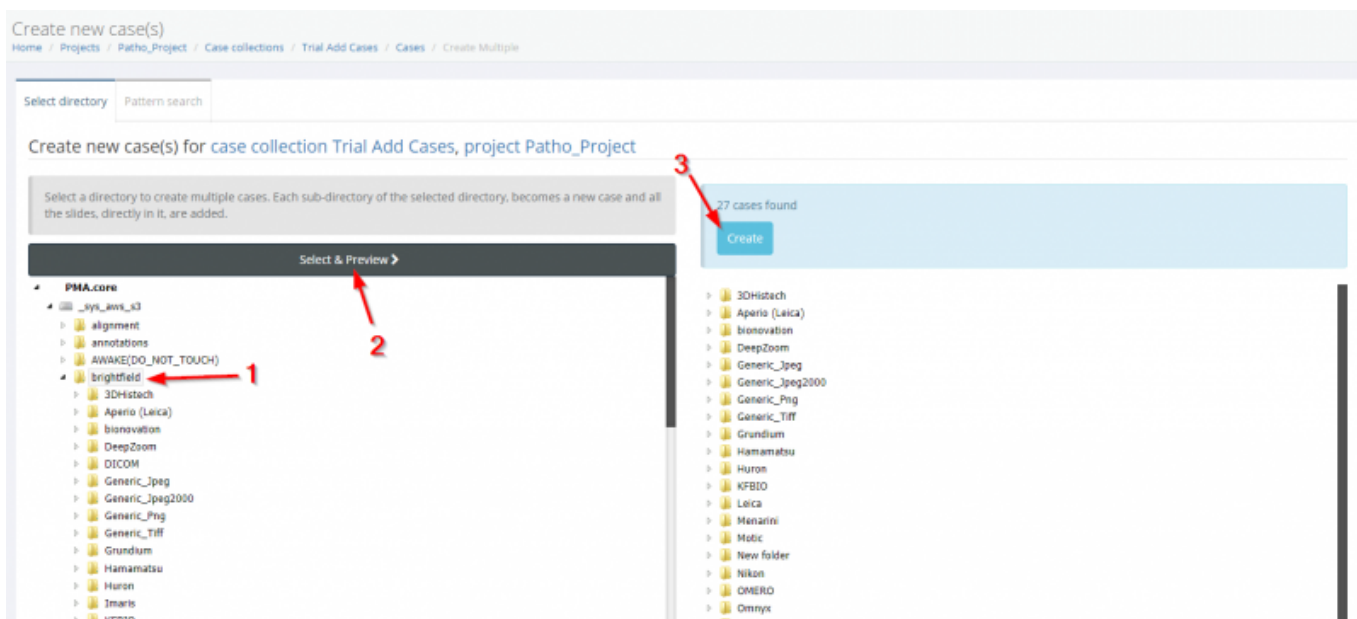 Create new case(s)
Home / Projects / Patho_Project / Case collections / Trial Add Cases / Cases / Create Multiple
Select directory
Pattern search
Create new case(s) for case collection Trial Add Cases, project Patho_Project
Select a directory to create multiple cases. Each sub-directory of the selected directory, becomes a new case and all
the slides, directly in it, are added.
Select & Preview
PMA.core
_sys_aws_s3
alignment
annotations
AWAKE(DO_NOT_TOUCH)
brightfield
3DHistech
Aperio (Leica)
bionovation
DeepZoom
DICOM
Generic_Jpeg
Generic_Jpeg2000
Generic_Png
Generic_Tiff
Grundium
Hamamatsu
Huron
Imaris
KFBIO
1
2
3
27 cases found
Create
3DHistech
Aperio (Leica)
bionovation
DeepZoom
Generic_Jpeg
Generic_Jpeg2000
Generic_Png
Generic_Tiff
Grundium
Hamamatsu
Huron
KFBIO
Leica
Menarini
Motic
New folder
Nikon
OMERO
Omnyx